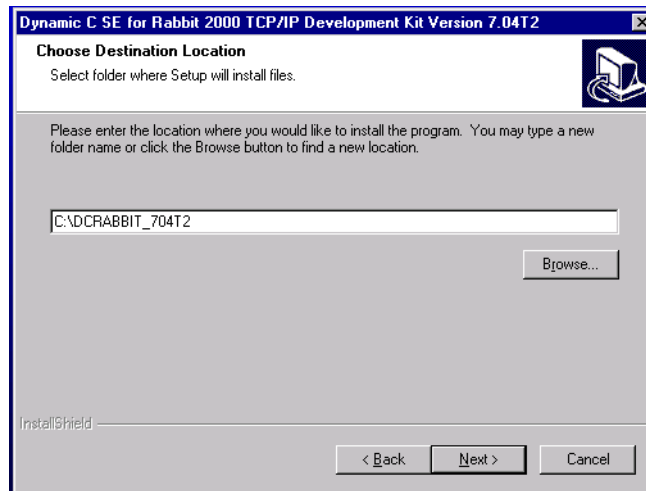 Dynamic C SE for Rabbit 2000 TCP/IP Development Kit Version 7.04T2
Choose Destination Location
Select folder where Setup will install files.
Please enter the location where you would like to install the program. You may type a new
folder name or click the Browse button to find a new location.
C:\DCRABBIT_704T2
Browse...
InstallShield
< Back
Next >
Cancel